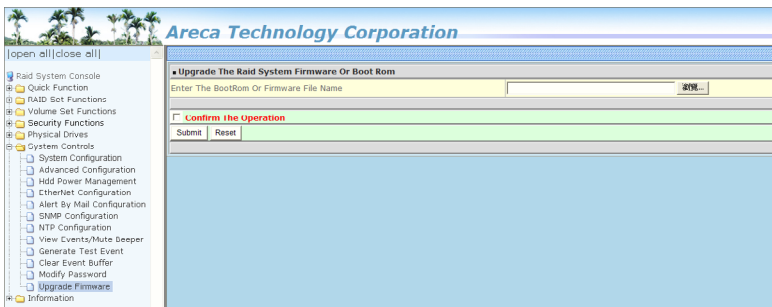 Areca Technology Corporation
|open all|close all|
Raid System Console
Quick Function
RAID Set Functions
Volume Set Functions
Security Functions
Physical Drives
System Controls
System Configuration
Advanced Configuration
Hdd Power Management
EtherNet Configuration
Alert By Mail Configuration
SNMP Configuration
NTP Configuration
View Events/Mute Beeper
Generate Test Event
Clear Event Buffer
Modify Password
Upgrade Firmware
Information
Upgrade The Raid System Firmware Or Boot Rom
Enter The BootRom Or Firmware File Name
瀏覽...
Confirm The Operation
Submit Reset